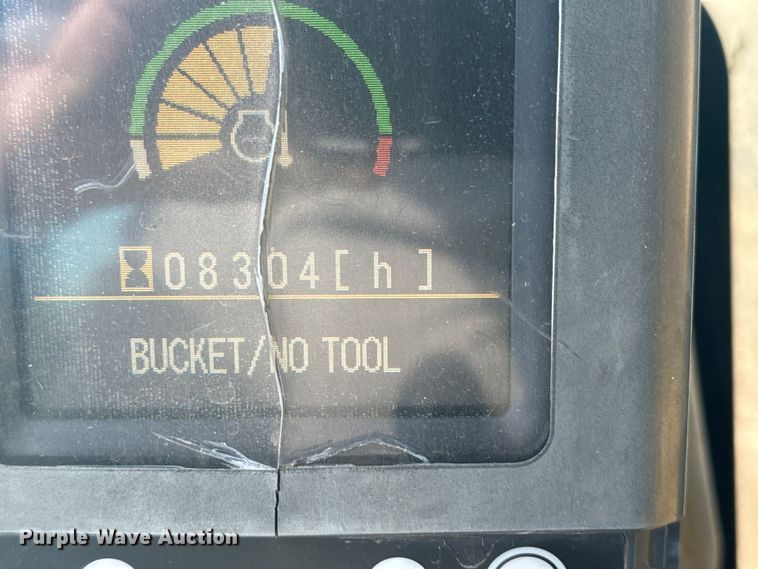 08304[h]
BUCKET/NO TOOL
Purple Wave Auction